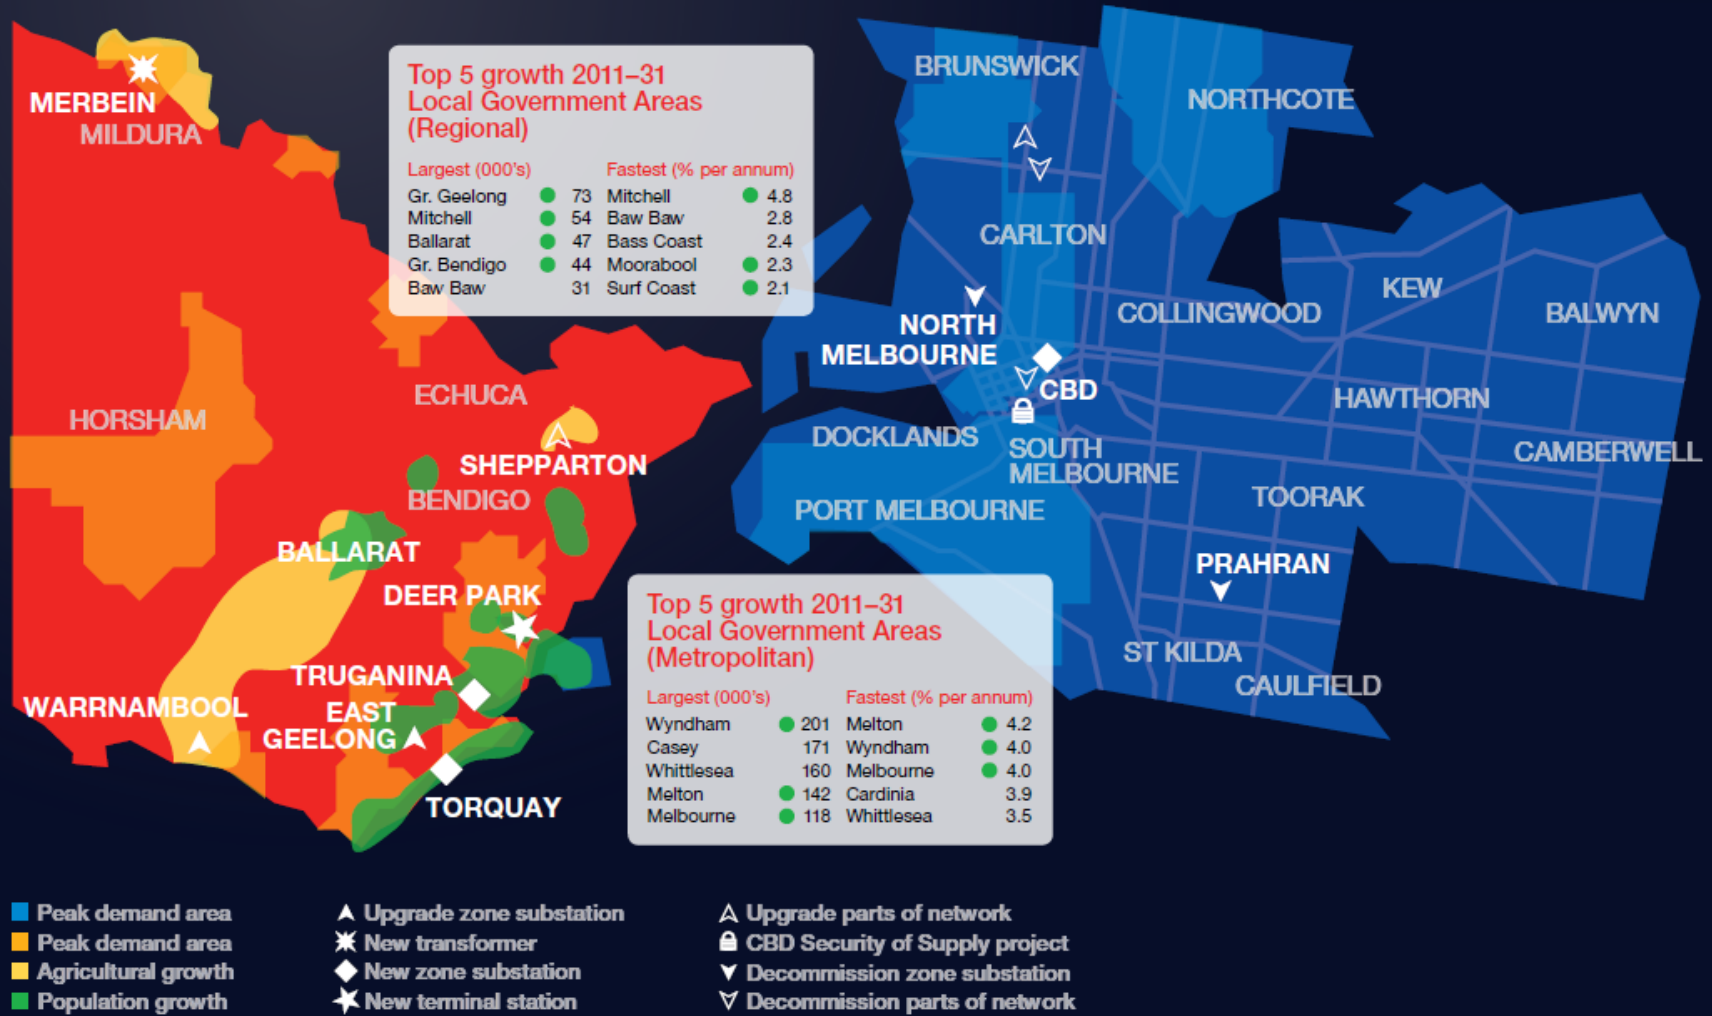 MERBEIN
MILDURA
HORSHAM
ECHUCA
SHEPPARTON
BENDIGO
BALLARAT
DEER PARK
TRUGANINA
WARRNAMBOOL
EAST
GEELONG
TORQUAY
Top 5 growth 2011–31
Local Government Areas
(Regional)
Largest (000's) Fastest (% per annum)
Gr. Geelong 73 Mitchell 4.8
Mitchell 54 Baw Baw 2.8
Ballarat 47 Bass Coast 2.4
Gr. Bendigo 44 Moorabool 2.3
Baw Baw 31 Surf Coast 2.1
BRUNSWICK
NORTHCOTE
CARLTON
COLLINGWOOD
KEW
BALWYN
NORTH
MELBOURNE
CBD
HAWTHORN
DOCKLANDS
SOUTH
MELBOURNE
CAMBERWELL
PORT MELBOURNE
TOORAK
PRAHRAN
ST KILDA
CAULFIELD
Top 5 growth 2011–31
Local Government Areas
(Metropolitan)
Largest (000's) Fastest (% per annum)
Wyndham 201 Melton 4.2
Casey 171 Wyndham 4.0
Whittlesea 160 Melbourne 4.0
Melton 142 Cardinia 3.9
Melbourne 118 Whittlesea 3.5
Peak demand area
Peak demand area
Agricultural growth
Population growth
Upgrade zone substation
New transformer
New zone substation
New terminal station
Upgrade parts of network
CBD Security of Supply project
Decommission zone substation
Decommission parts of network